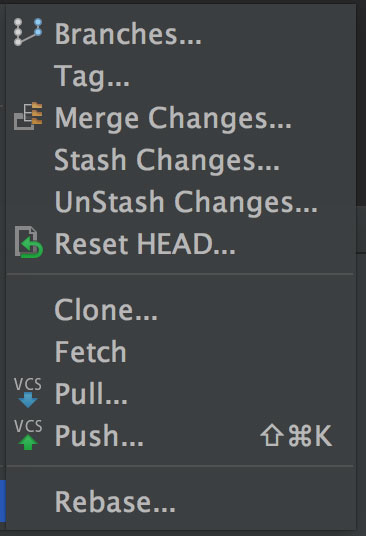 Branches...
Tag...
Merge Changes...
Stash Changes...
UnStash Changes...
Reset HEAD...
Clone...
Fetch
VCS Pull...
VCS Push... ⇧⌘K
Rebase...